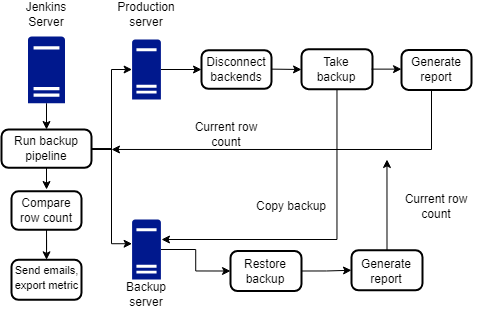 Jenkins
Server
Production
server
Disconnect
backends
Take
backup
Generate
report
Run backup
pipeline
Current row
count
Compare
row count
Copy backup
Current row
count
Send emails,
export metric
Backup
server
Restore
backup
Generate
report